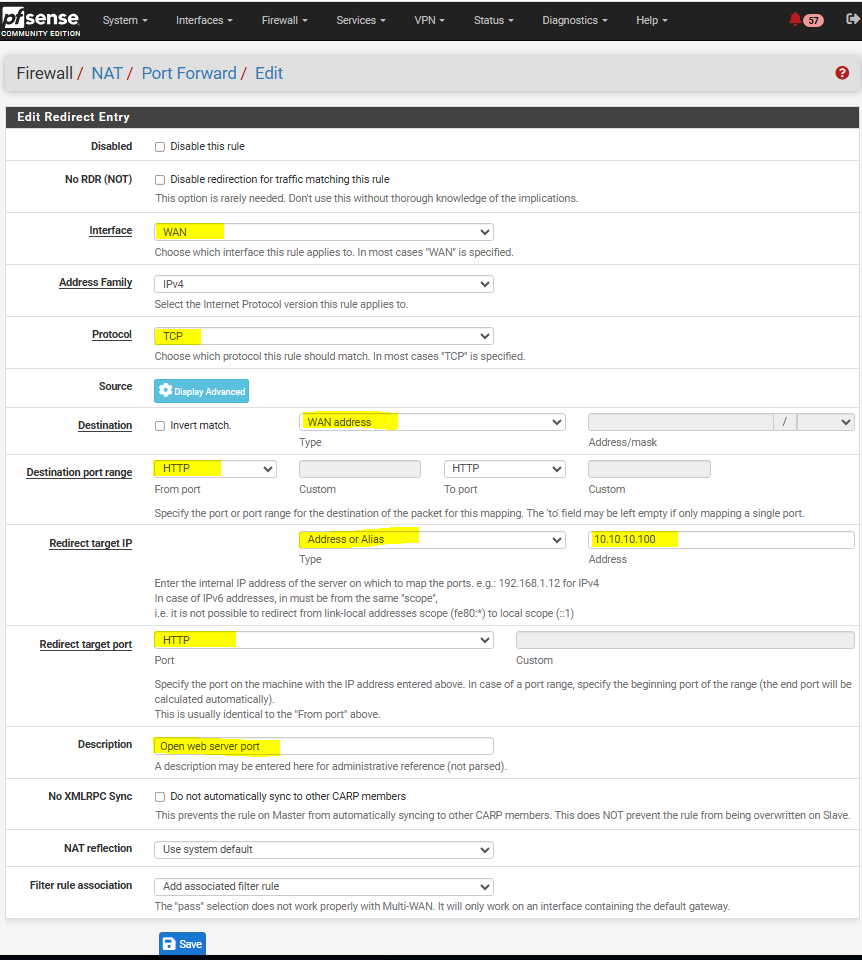 pfsense
COMMUNITY EDITION
System Interfaces Firewall Services VPN Status Diagnostics Help 57
Firewall / NAT / Port Forward / Edit ?
Edit Redirect Entry
Disabled Disable this rule
No RDR (NOT) Disable redirection for traffic matching this rule
This option is rarely needed. Don't use this without thorough knowledge of the implications.
Interface WAN
Choose which interface this rule applies to. In most cases "WAN" is specified.
Address Family IPv4
Select the Internet Protocol version this rule applies to.
Protocol TCP
Choose which protocol this rule should match. In most cases "TCP" is specified.
Source Display Advanced
Destination Invert match. WAN address /
Type Address/mask
Destination port range HTTP HTTP
From port Custom To port Custom
Specify the port or port range for the destination of the packet for this mapping. The 'to' field may be left empty if only mapping a single port.
Redirect target IP Address or Alias 10.10.10.100
Type Address
Enter the internal IP address of the server on which to map the ports. e.g.: 192.168.1.12 for IPv4
In case of IPv6 addresses, in must be from the same "scope",
i.e. it is not possible to redirect from link-local addresses scope (fe80:*) to local scope (::1)
Redirect target port HTTP
Port Custom
Specify the port on the machine with the IP address entered above. In case of a port range, specify the beginning port of the range (the end port will be
calculated automatically).
This is usually identical to the "From port" above.
Description Open web server port
A description may be entered here for administrative reference (not parsed).
No XMLRPC Sync Do not automatically sync to other CARP members
This prevents the rule on Master from automatically syncing to other CARP members. This does NOT prevent the rule from being overwritten on Slave.
NAT reflection Use system default
Filter rule association Add associated filter rule
The "pass" selection does not work properly with Multi-WAN. It will only work on an interface containing the default gateway.
Save